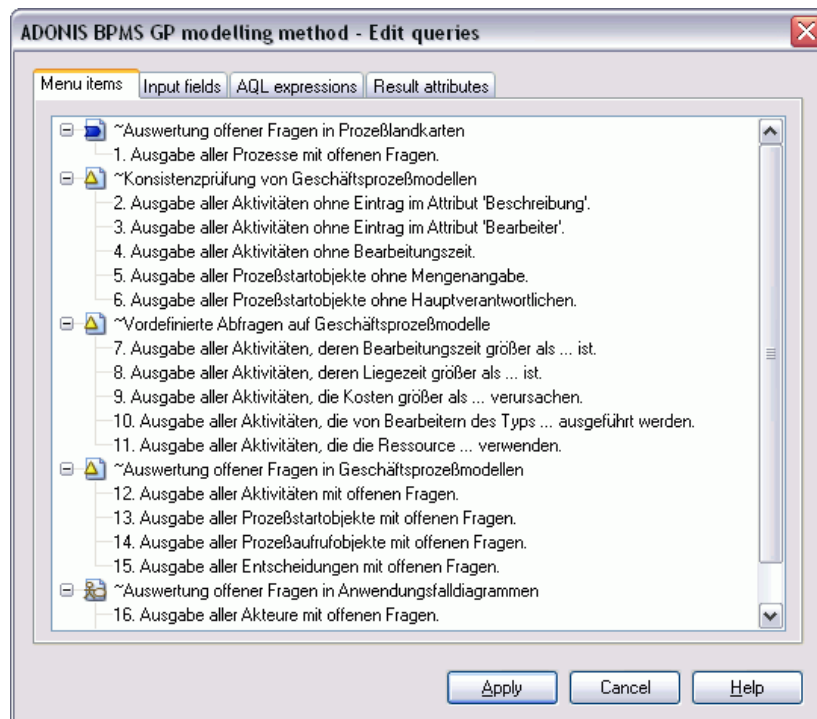 ADONIS BPMS GP modelling method - Edit queries
Menu items Input fields AQL expressions Result attributes
~Auswertung offener Fragen in Prozeßlandkarten
1. Ausgabe aller Prozesse mit offenen Fragen.
~Konsistenzprüfung von Geschäftsprozeßmodellen
2. Ausgabe aller Aktivitäten ohne Eintrag im Attribut 'Beschreibung'.
3. Ausgabe aller Aktivitäten ohne Eintrag im Attribut 'Bearbeiter'.
4. Ausgabe aller Aktivitäten ohne Bearbeitungszeit.
5. Ausgabe aller Prozeßstartobjekte ohne Mengenangabe.
6. Ausgabe aller Prozeßstartobjekte ohne Hauptverantwortlichen.
~Vordefinierte Abfragen auf Geschäftsprozeßmodelle
7. Ausgabe aller Aktivitäten, deren Bearbeitungszeit größer als ... ist.
8. Ausgabe aller Aktivitäten, deren Liegezeit größer als ... ist.
9. Ausgabe aller Aktivitäten, die Kosten größer als ... verursachen.
10. Ausgabe aller Aktivitäten, die von Bearbeitern des Typs ... ausgeführt werden.
11. Ausgabe aller Aktivitäten, die die Ressource ... verwenden.
~Auswertung offener Fragen in Geschäftsprozeßmodellen
12. Ausgabe aller Aktivitäten mit offenen Fragen.
13. Ausgabe aller Prozeßstartobjekte mit offenen Fragen.
14. Ausgabe aller Prozeßaufrufobjekte mit offenen Fragen.
15. Ausgabe aller Entscheidungen mit offenen Fragen.
~Auswertung offener Fragen in Anwendungsfalldiagrammen
16. Ausgabe aller Akteure mit offenen Fragen.
Apply Cancel Help